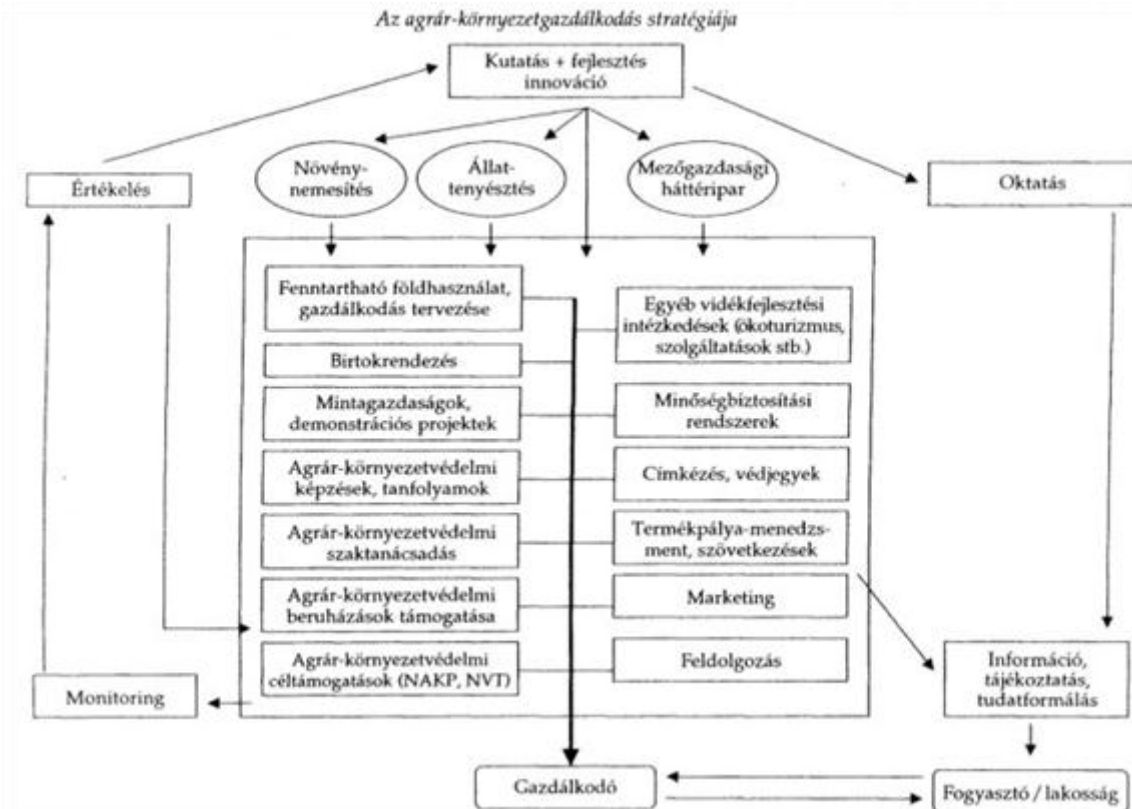 Az agrár-környezetgazdálkodás stratégiája
Kutatás + fejlesztés
innováció
Növény-
nemesítés
Állat-
tenyésztés
Mezőgazdasági
háttéripar
Értékelés
Oktatás
Fenntartható földhasználat,
gazdálkodás tervezése
Birtokrendezés
Mintagazdaságok,
demonstrációs projektek
Agrár-környezetvédelmi
képzések, tanfolyamok
Agrár-környezetvédelmi
szaktanácsadás
Agrár-környezetvédelmi
beruházások támogatása
Agrár-környezetvédelmi
céltámogatások (NAKP, NVT)
Egyéb vidékfejlesztési
intézkedések (ökoturizmus,
szolgáltatások stb.)
Minőségbiztosítási
rendszerek
Címkézés, védjegyek
Termékpálya-menedzs-
ment, szövetkezések
Marketing
Feldolgozás
Monitoring
Információ,
tájékoztatás,
tudatformálás
Gazdálkodó
Fogyasztó / lakosság